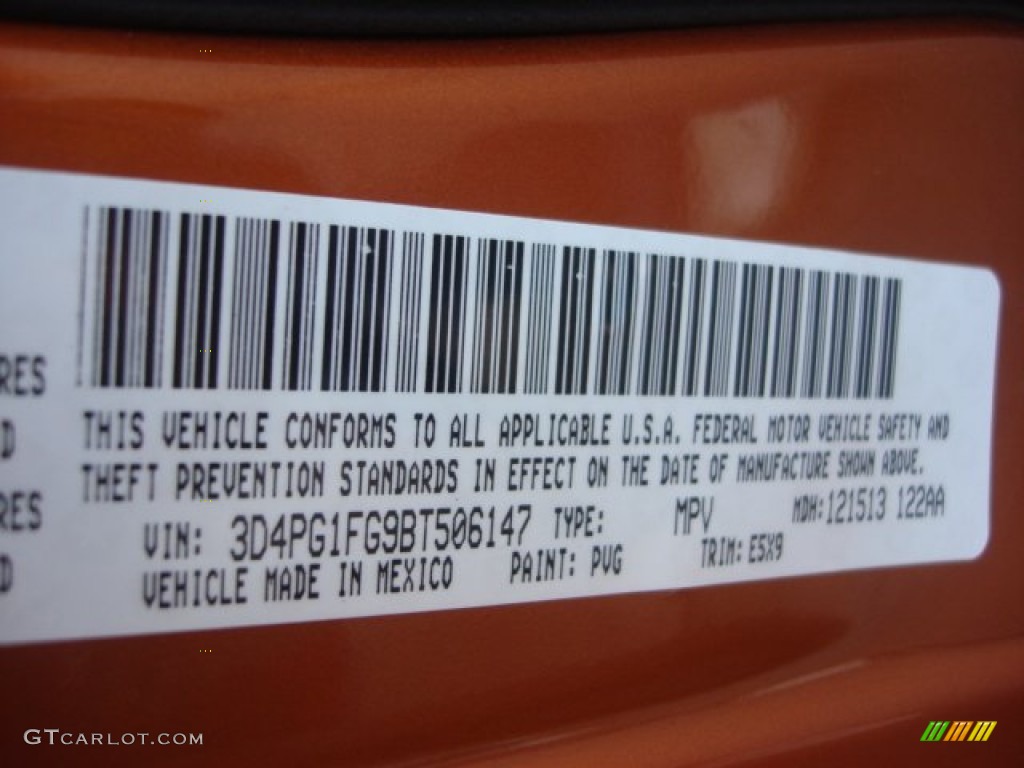 RES
D
RES
D
THIS VEHICLE CONFORMS TO ALL APPLICABLE U.S.A. FEDERAL MOTOR VEHICLE SAFETY AND
THEFT PREVENTION STANDARDS IN EFFECT ON THE DATE OF MANUFACTURE SHOWN ABOVE.
VIN: 3D4PG1FG9BT506147 TYPE: MPV MDH: 121513 122AA
VEHICLE MADE IN MEXICO PAINT: PVG TRIM: E5X9
GTCARLOT.COM